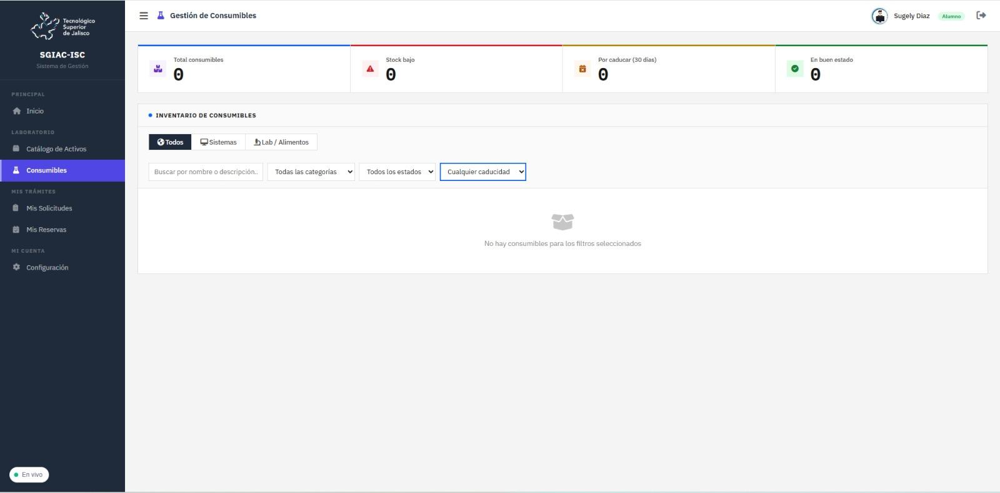 Tecnológico
Superior
de Jalisco
SGIAC-ISC
Sistema de Gestión
PRINCIPAL
Inicio
LABORATORIO
Catálogo de Activos
Consumibles
MIS TRÁMITES
Mis Solicitudes
Mis Reservas
MI CUENTA
Configuración
En vivo
Gestión de Consumibles
Sugely Diaz
Alumno
Total consumibles
0
Stock bajo
0
Por caducar (30 dias)
0
En buen estado
0
INVENTARIO DE CONSUMIBLES
Todos Sistemas Lab / Alimentos
Buscar por nombre o descripción.. Todas las categorías Todos los estados Cualquier caducidad
No hay consumibles para los filtros seleccionados